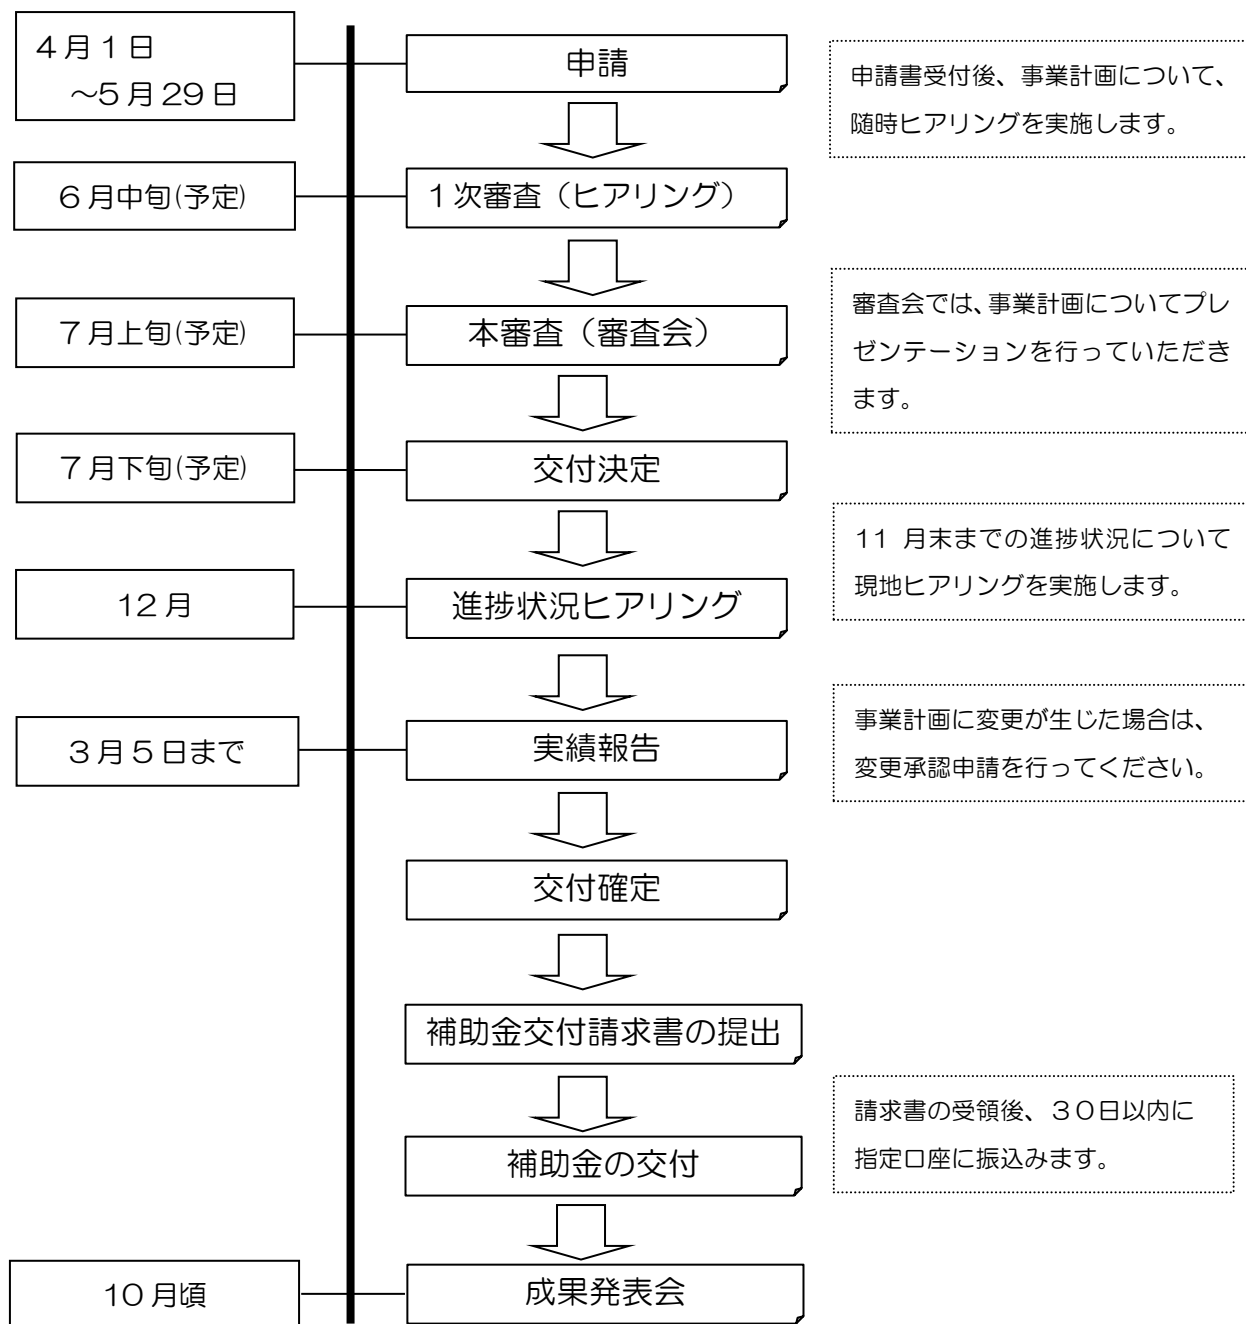 ４月１日
～５月２９日
申請
申請書受付後、事業計画について、
随時ヒアリングを実施します。
６月中旬(予定)
１次審査（ヒアリング）
７月上旬(予定)
本審査（審査会）
審査会では、事業計画についてプレ
ゼンテーションを行っていただき
ます。
７月下旬(予定)
交付決定
11 月末までの進捗状況について
現地ヒアリングを実施します。
１２月
進捗状況ヒアリング
３月５日まで
実績報告
事業計画に変更が生じた場合は、
変更承認申請を行ってください。
交付確定
補助金交付請求書の提出
補助金の交付
請求書の受領後、３０日以内に
指定口座に振込みます。
１０月頃
成果発表会